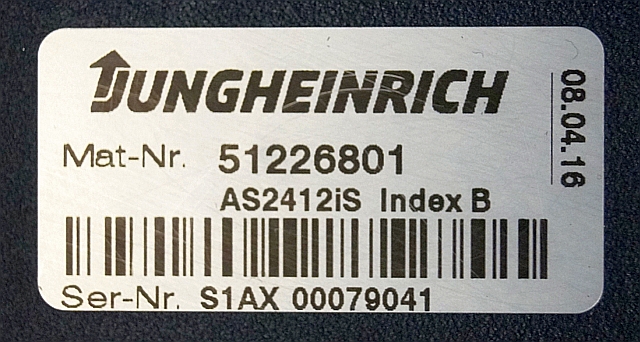 JUNGHEINRICH
08.04.16
Mat-Nr. 51226801
AS2412iS Index B
Ser-Nr. S1AX 00079041